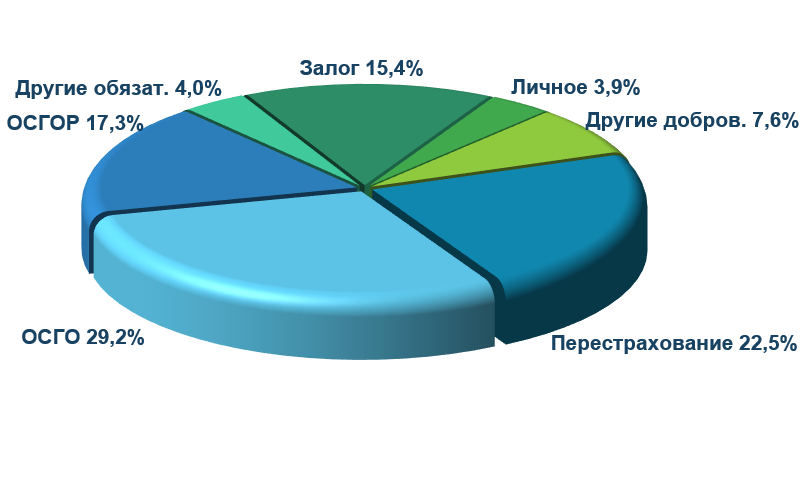 Залог 15,4%
Другие обязат. 4,0%
Личное 3,9%
ОСГОР 17,3%
Другие добров. 7,6%
ОСГО 29,2%
Перестрахование 22,5%